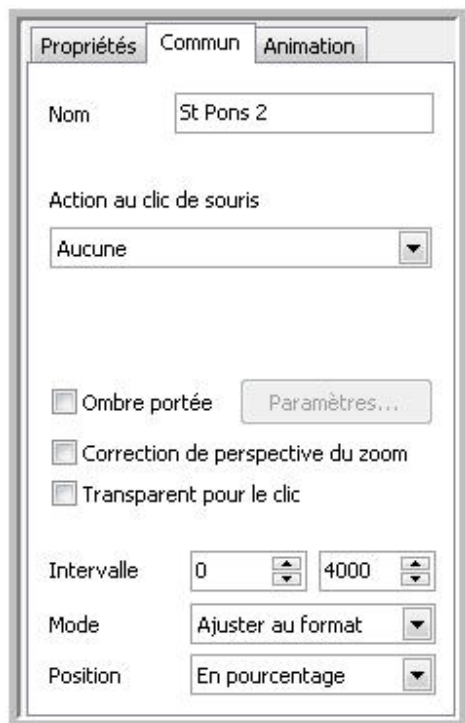 Propriétés Commun Animation
Nom St Pons 2
Action au clic de souris
Aucune
Ombre portée Paramètres...
Correction de perspective du zoom
Transparent pour le clic
Intervalle 0 4000
Mode Ajuster au format
Position En pourcentage